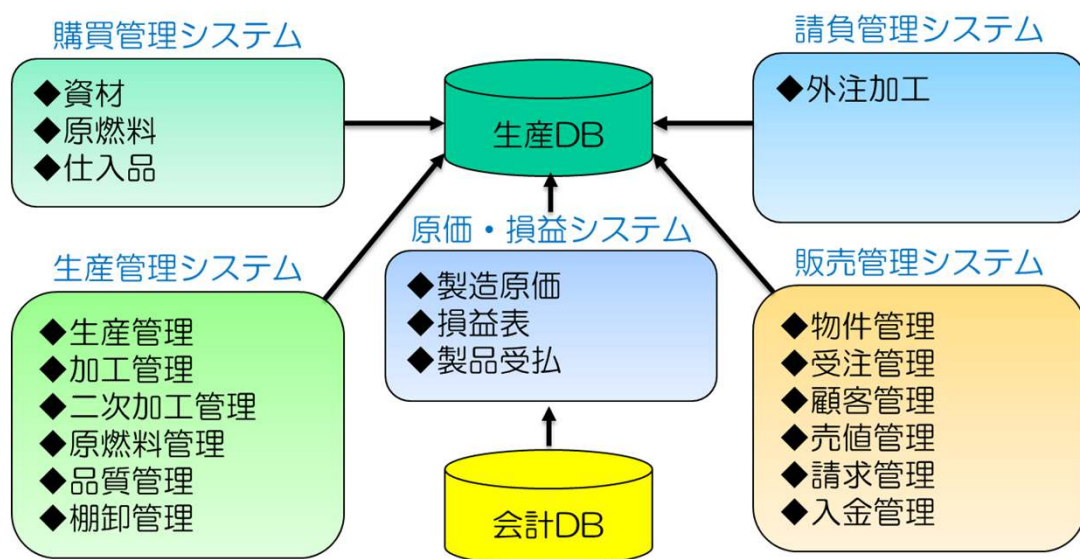 購買管理システム
◆資材
◆原燃料
◆仕入品
生産DB
請負管理システム
◆外注加工
生産管理システム
◆生産管理
◆加工管理
◆二次加工管理
◆原燃料管理
◆品質管理
◆棚卸管理
原価・損益システム
◆製造原価
◆損益表
◆製品受払
会計DB
販売管理システム
◆物件管理
◆受注管理
◆顧客管理
◆売値管理
◆請求管理
◆入金管理